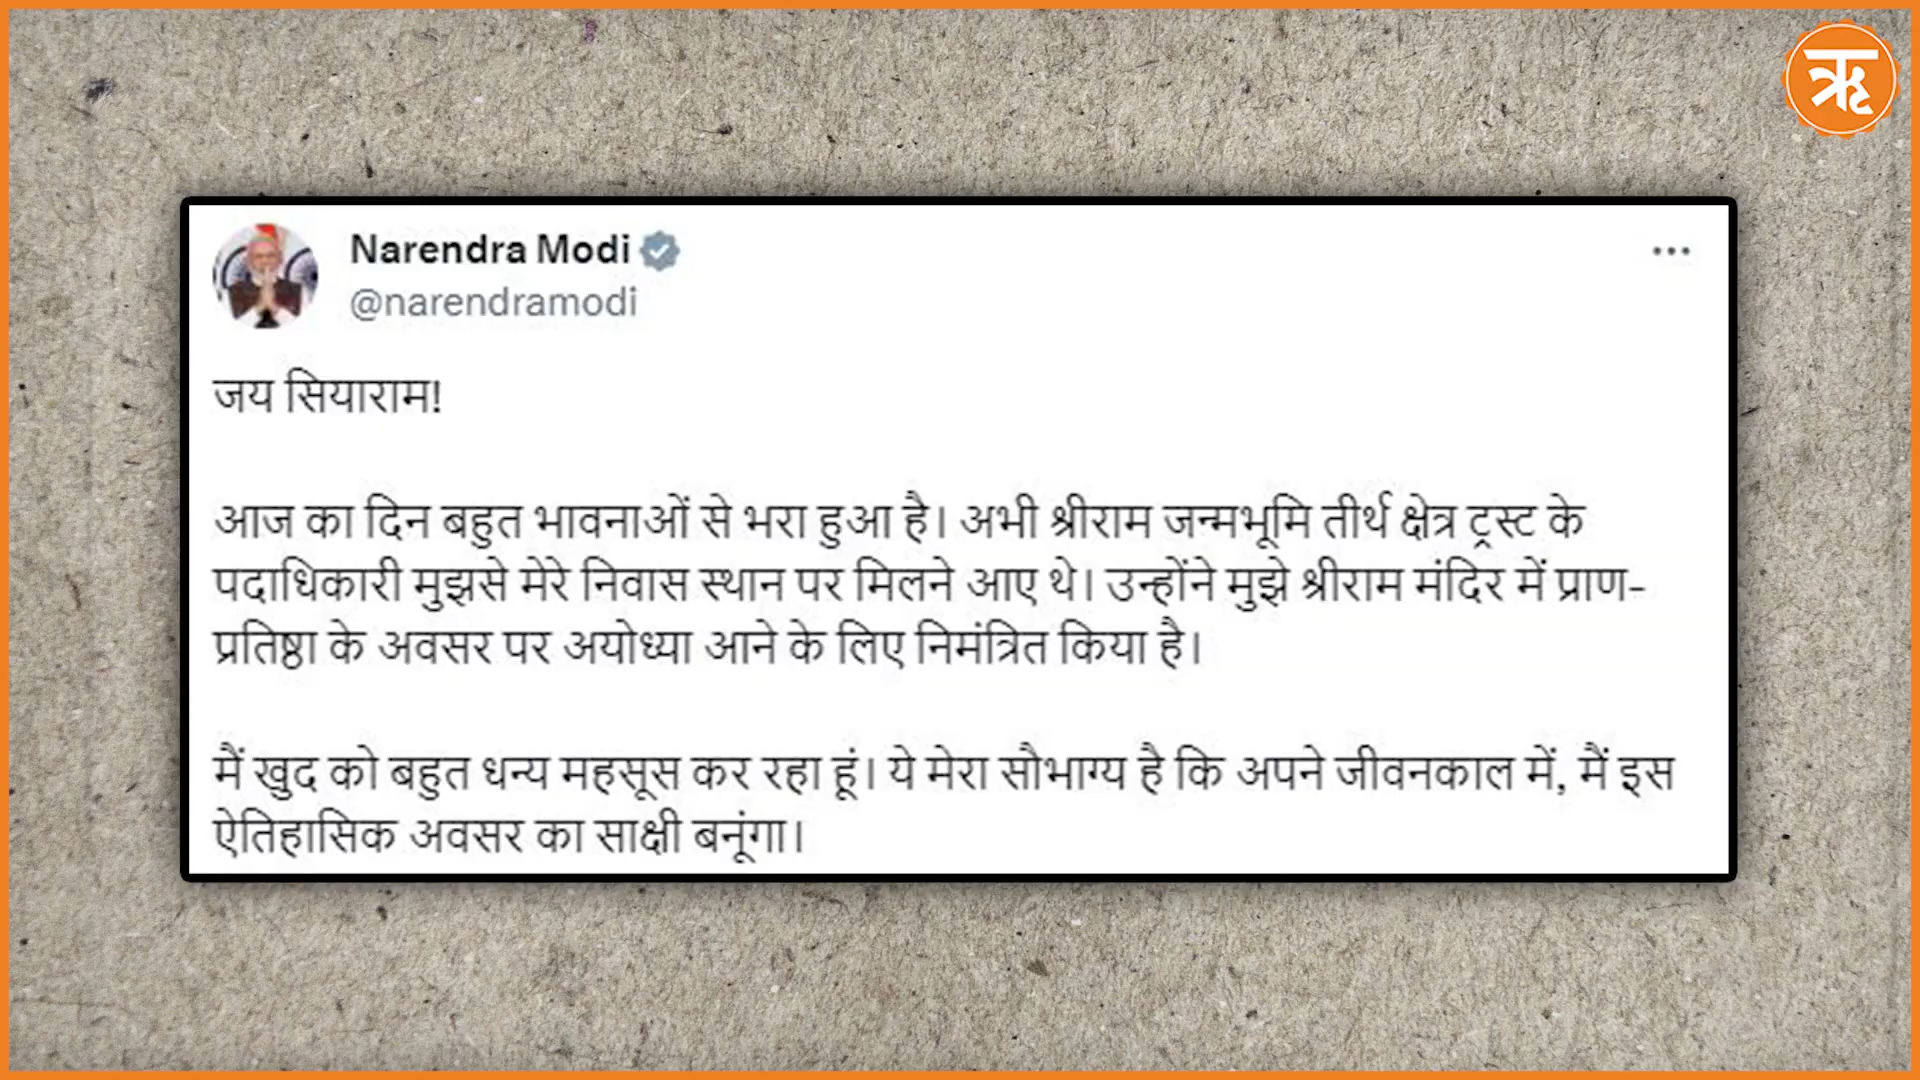 ऋ
Narendra Modi
@narendramodi
जय सियाराम!
आज का दिन बहुत भावनाओं से भरा हुआ है। अभी श्रीराम जन्मभूमि तीर्थ क्षेत्र ट्रस्ट के
पदाधिकारी मुझसे मेरे निवास स्थान पर मिलने आए थे। उन्होंने मुझे श्रीराम मंदिर में प्राण-
प्रतिष्ठा के अवसर पर अयोध्या आने के लिए निमंत्रित किया है।
मैं खुद को बहुत धन्य महसूस कर रहा हूं। ये मेरा सौभाग्य है कि अपने जीवनकाल में, मैं इस
ऐतिहासिक अवसर का साक्षी बनूंगा।